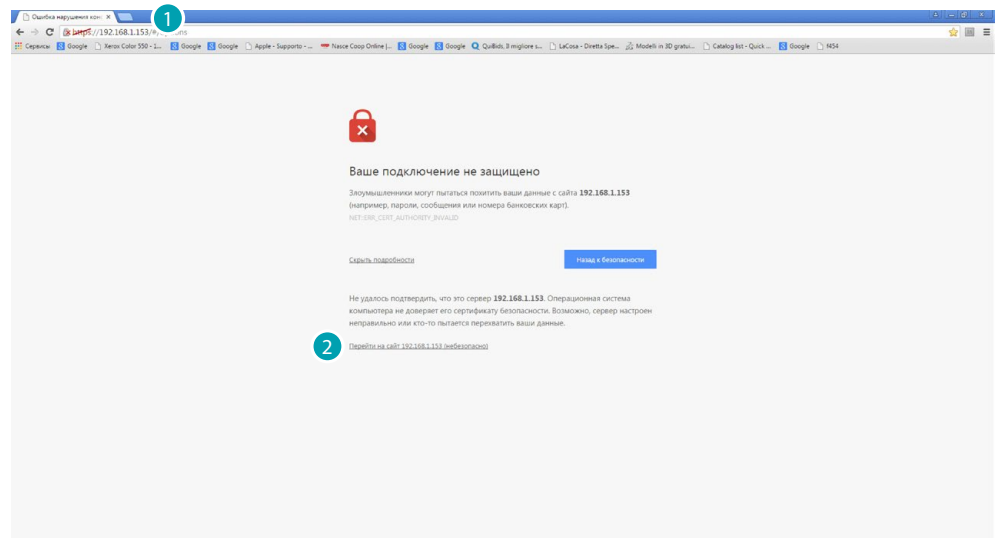 Ошибка нарушения кон
1
https://192.168.1.153/#/
Сервисы Google Xerox Color 550 - 1... Google Google Apple - Supporto - ... Nasce Coop Online |... Google Google QuiBids, Il migliore s... LaCosa - Diretta Spe... Modelli in 3D gratui... Catalog list - Quick ... Google f454
Ваше подключение не защищено
Злоумышленники могут пытаться похитить ваши данные с сайта 192.168.1.153
(например, пароли, сообщения или номера банковских карт).
NET::ERR_CERT_AUTHORITY_INVALID
Скрыть подробности
Назад к безопасности
Не удалось подтвердить, что это сервер 192.168.1.153. Операционная система
компьютера не доверяет его сертификату безопасности. Возможно, сервер настроен
неправильно или кто-то пытается перехватить ваши данные.
2
Перейти на сайт 192.168.1.153 (небезопасно)